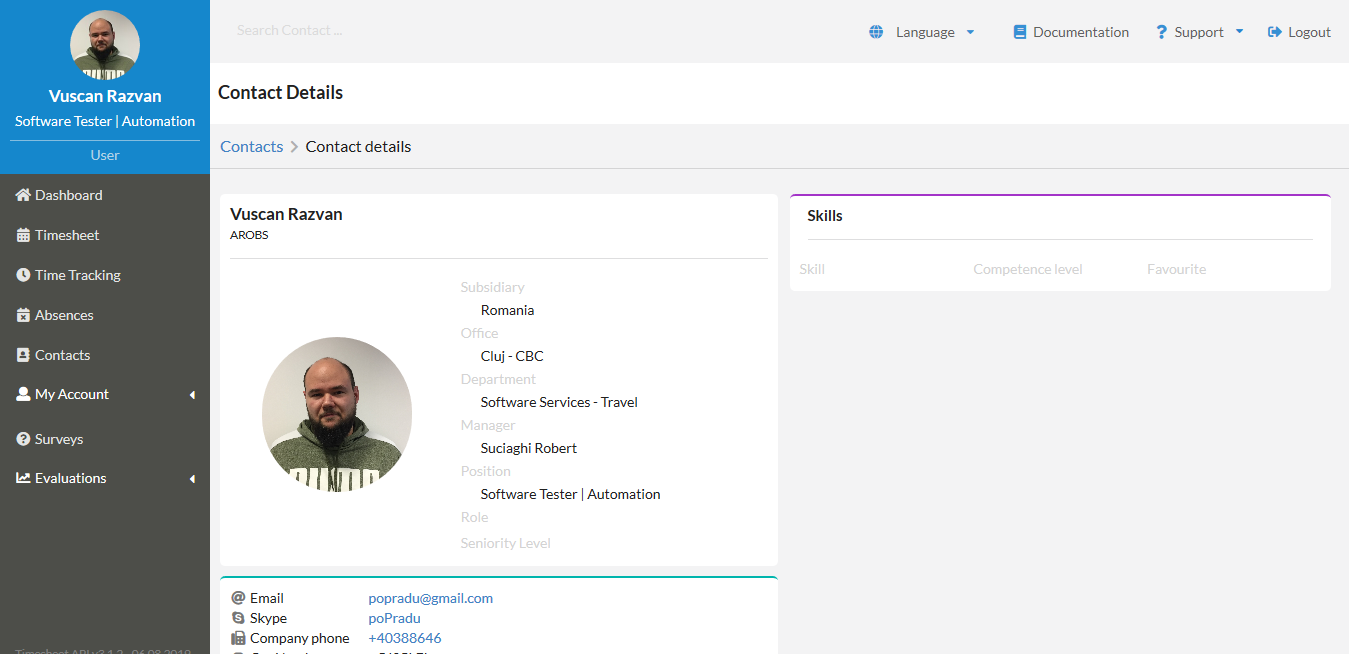 Vuscan Razvan
Software Tester | Automation
User
Dashboard
Timesheet
Time Tracking
Absences
Contacts
My Account
Surveys
Evaluations
Search Contact ...
Language
Documentation
Support
Logout
Contact Details
Contacts > Contact details
Vuscan Razvan
AROBS
Subsidiary
Romania
Office
Cluj - CBC
Department
Software Services - Travel
Manager
Suciaghi Robert
Position
Software Tester | Automation
Role
Seniority Level
Email popradu@gmail.com
Skype poPradu
Company phone +40388646
Skills
Skill Competence level Favourite